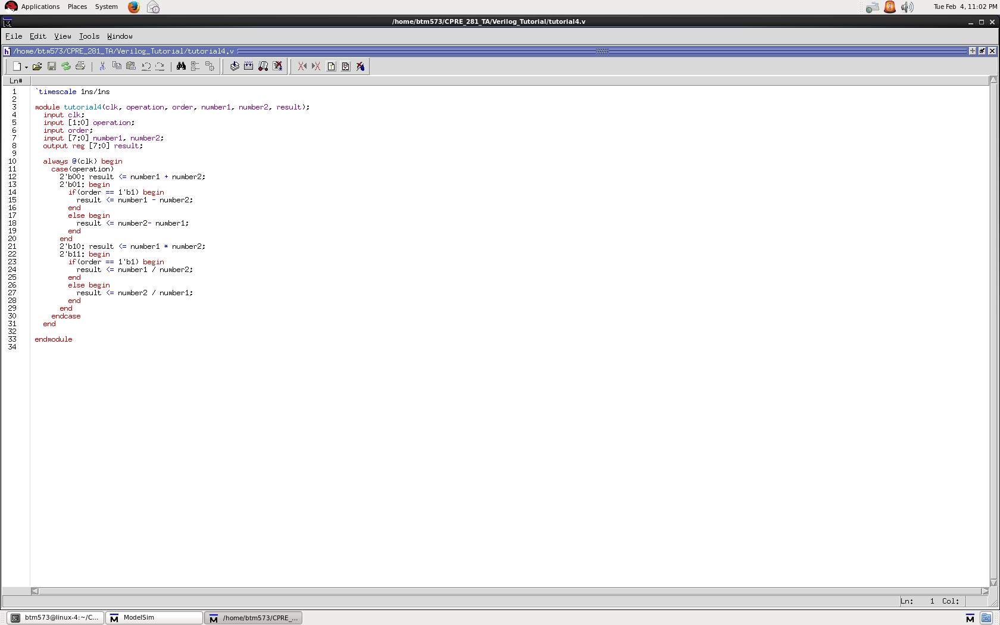 Applications Places System Tue Feb 4, 11:02 PM
/home/btm573/CPRE_281_TA/Verilog_Tutorial/tutorial4.v
File Edit View Tools Window
/home/btm573/CPRE_281_TA/Verilog_Tutorial/tutorial4.v
Ln#
1 `timescale 1ns/1ns
2
3 module tutorial4(clk, operation, order, number1, number2, result);
4 input clk;
5 input [1:0] operation;
6 input order;
7 input [7:0] number1, number2;
8 output reg [7:0] result;
9
10 always @(clk) begin
11 case(operation)
12 2'b00: result <= number1 + number2;
13 2'b01: begin
14 if(order == 1'b1) begin
15 result <= number1 - number2;
16 end
17 else begin
18 result <= number2- number1;
19 end
20 end
21 2'b10: result <= number1 * number2;
22 2'b11: begin
23 if(order == 1'b1) begin
24 result <= number1 / number2;
25 end
26 else begin
27 result <= number2 / number1;
28 end
29 end
30 endcase
31 end
32
33 endmodule
34
Ln: 1 Col:
btm573@linux-4:~/C... ModelSim /home/btm573/CPRE_...